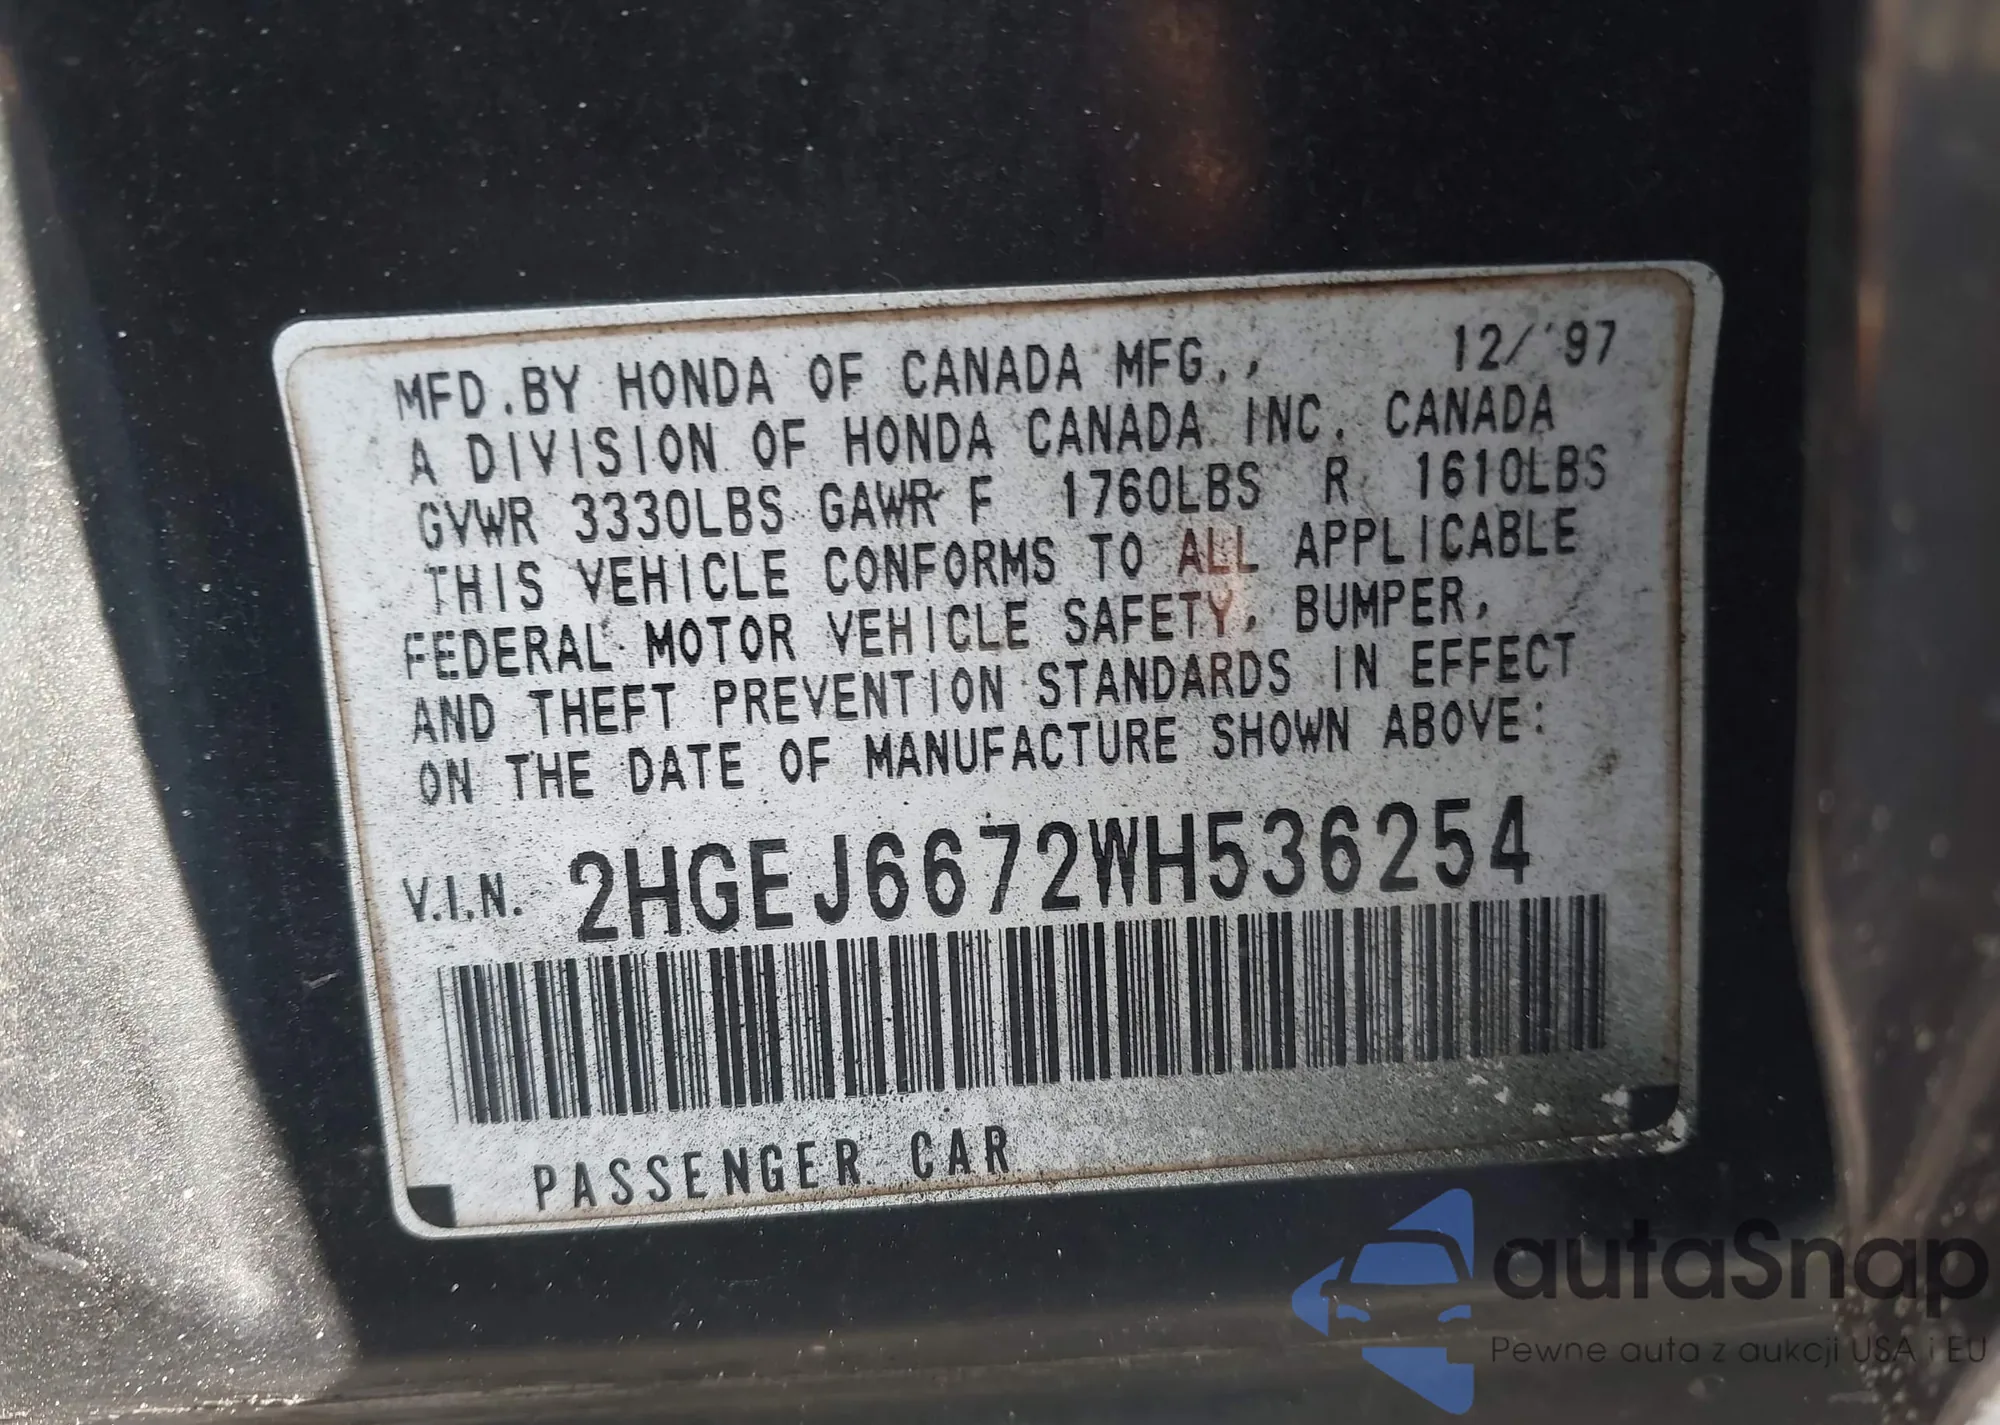 MFD.BY HONDA OF CANADA MFG., 12/'97
A DIVISION OF HONDA CANADA INC. CANADA
GVWR 3330LBS GAWR F 1760LBS R 1610LBS
THIS VEHICLE CONFORMS TO ALL APPLICABLE
FEDERAL MOTOR VEHICLE SAFETY, BUMPER,
AND THEFT PREVENTION STANDARDS IN EFFECT
ON THE DATE OF MANUFACTURE SHOWN ABOVE:
V.I.N. 2HGEJ6672WH536254
PASSENGER CAR
autaSnap
Pewne auta z aukcji USA i EU